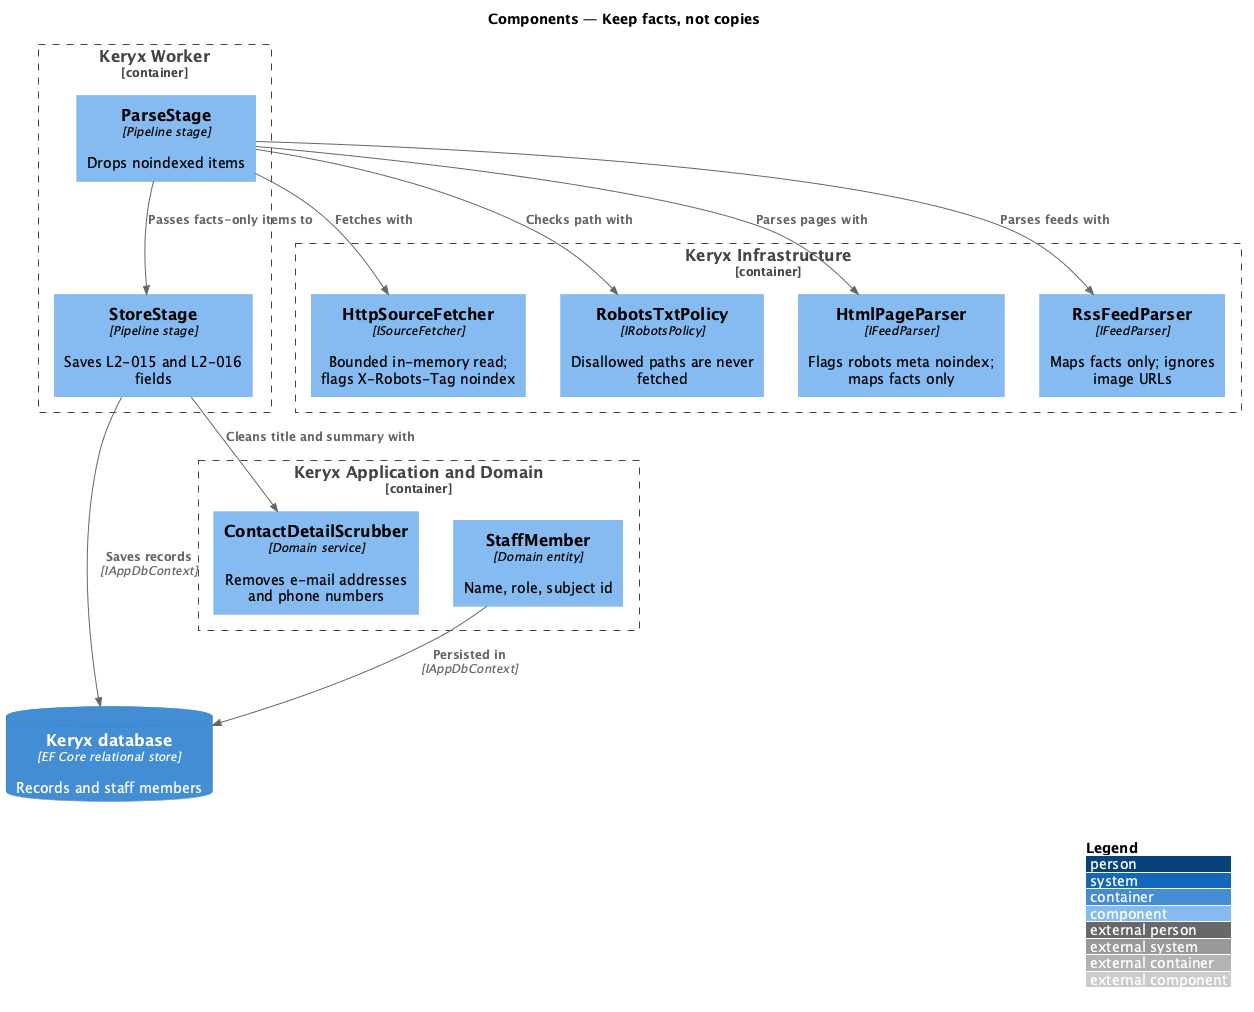 Components — Keep facts, not copies
Keryx Worker
[container]
ParseStage
[Pipeline stage]
Drops noindexed items
Passes facts-only items to
Fetches with
Checks path with
Parses pages with
Parses feeds with
StoreStage
[Pipeline stage]
Saves L2-015 and L2-016
fields
Keryx Infrastructure
[container]
HttpSourceFetcher
[ISourceFetcher]
Bounded in-memory read;
flags X-Robots-Tag noindex
RobotsTxtPolicy
[IRobotsPolicy]
Disallowed paths are never
fetched
HtmlPageParser
[IFeedParser]
Flags robots meta noindex;
maps facts only
RssFeedParser
[IFeedParser]
Maps facts only; ignores
image URLs
Cleans title and summary with
Keryx Application and Domain
[container]
ContactDetailScrubber
[Domain service]
Removes e-mail addresses
and phone numbers
StaffMember
[Domain entity]
Name, role, subject id
Saves records
[IAppDbContext]
Persisted in
[IAppDbContext]
Keryx database
[EF Core relational store]
Records and staff members
Legend
person
system
container
component
external person
external system
external container
external component